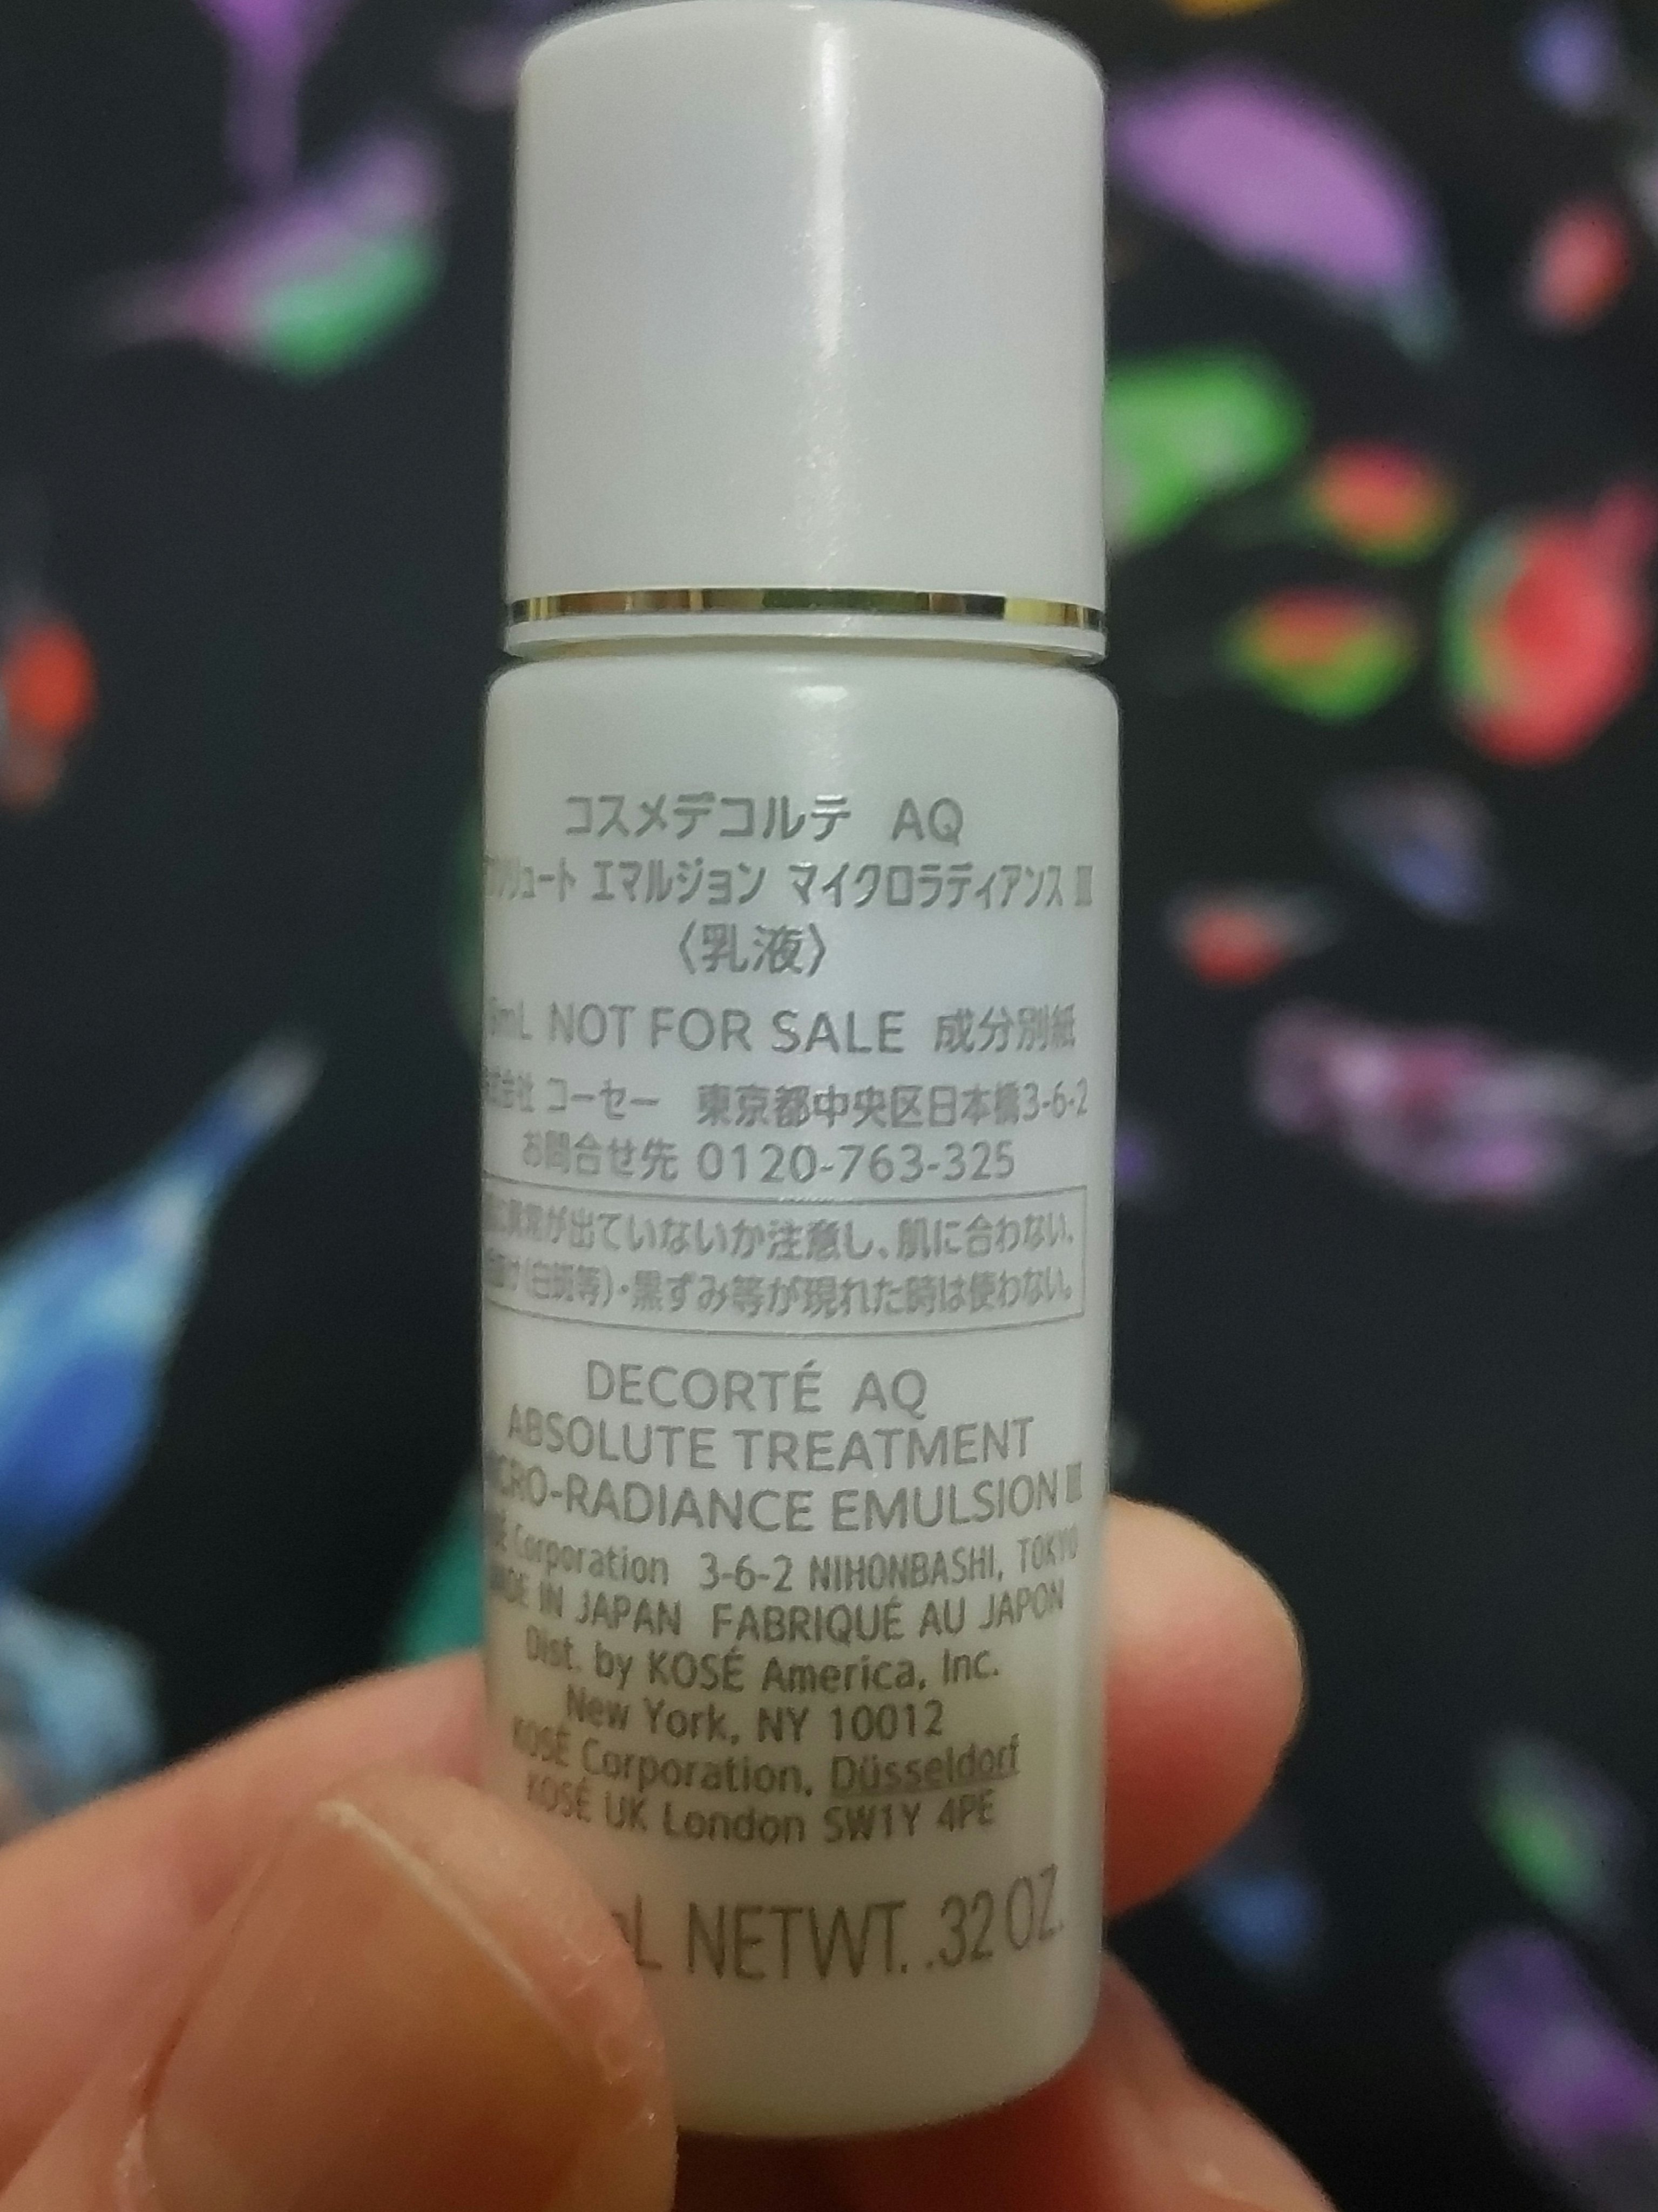 コスメデコルテ AQ
エマルジョン マイクロラディアンス Ⅲ
〈乳液〉
NOT FOR SALE 成分別紙
コーセー 東京都中央区日本橋3-6-2
お問合せ先 0120-763-325
異常が出ていないか注意し、肌に合わない、
(白斑等)・黒ずみ等が現れた時は使わない。
DECORTÉ AQ
ABSOLUTE TREATMENT
RADIANCE EMULSION Ⅲ
Corporation 3-6-2 NIHONBASHI, TOKYO
IN JAPAN FABRIQUÉ AU JAPON
Dist. by KOSÉ America, Inc.
New York, NY 10012
KOSÉ Corporation, Düsseldorf
KOSÉ UK London SW1Y 4PE
NETWT. .32 OZ.